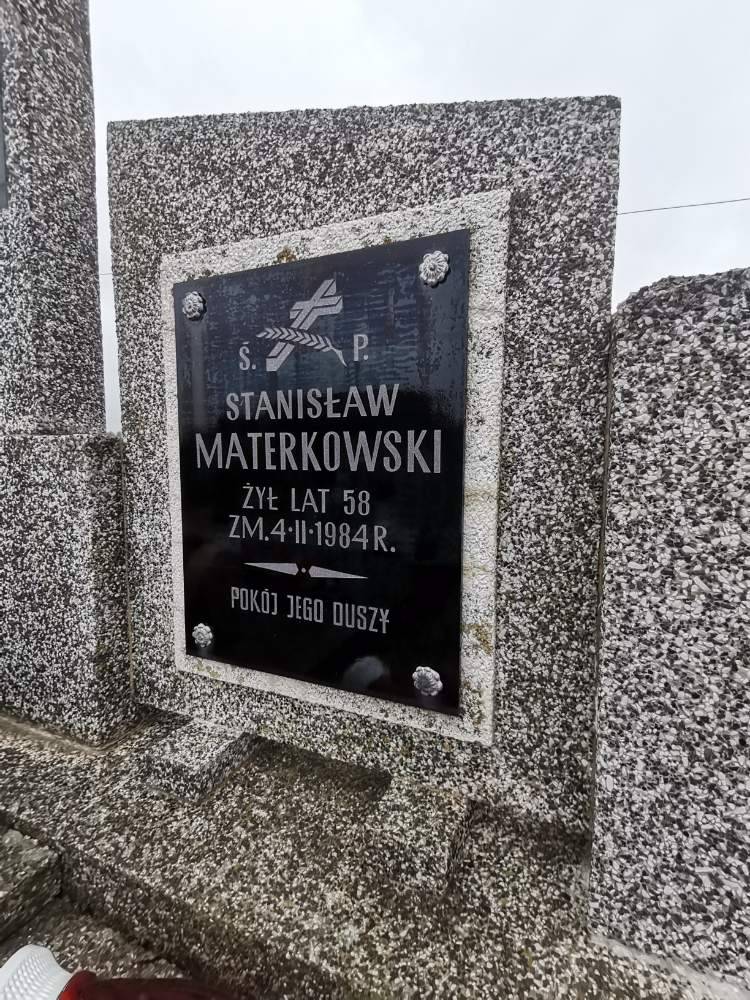 Ś. P.
STANISŁAW
MATERKOWSKI
ŻYŁ LAT 58
ZM. 4·II·1984 R.
POKÓJ JEGO DUSZY